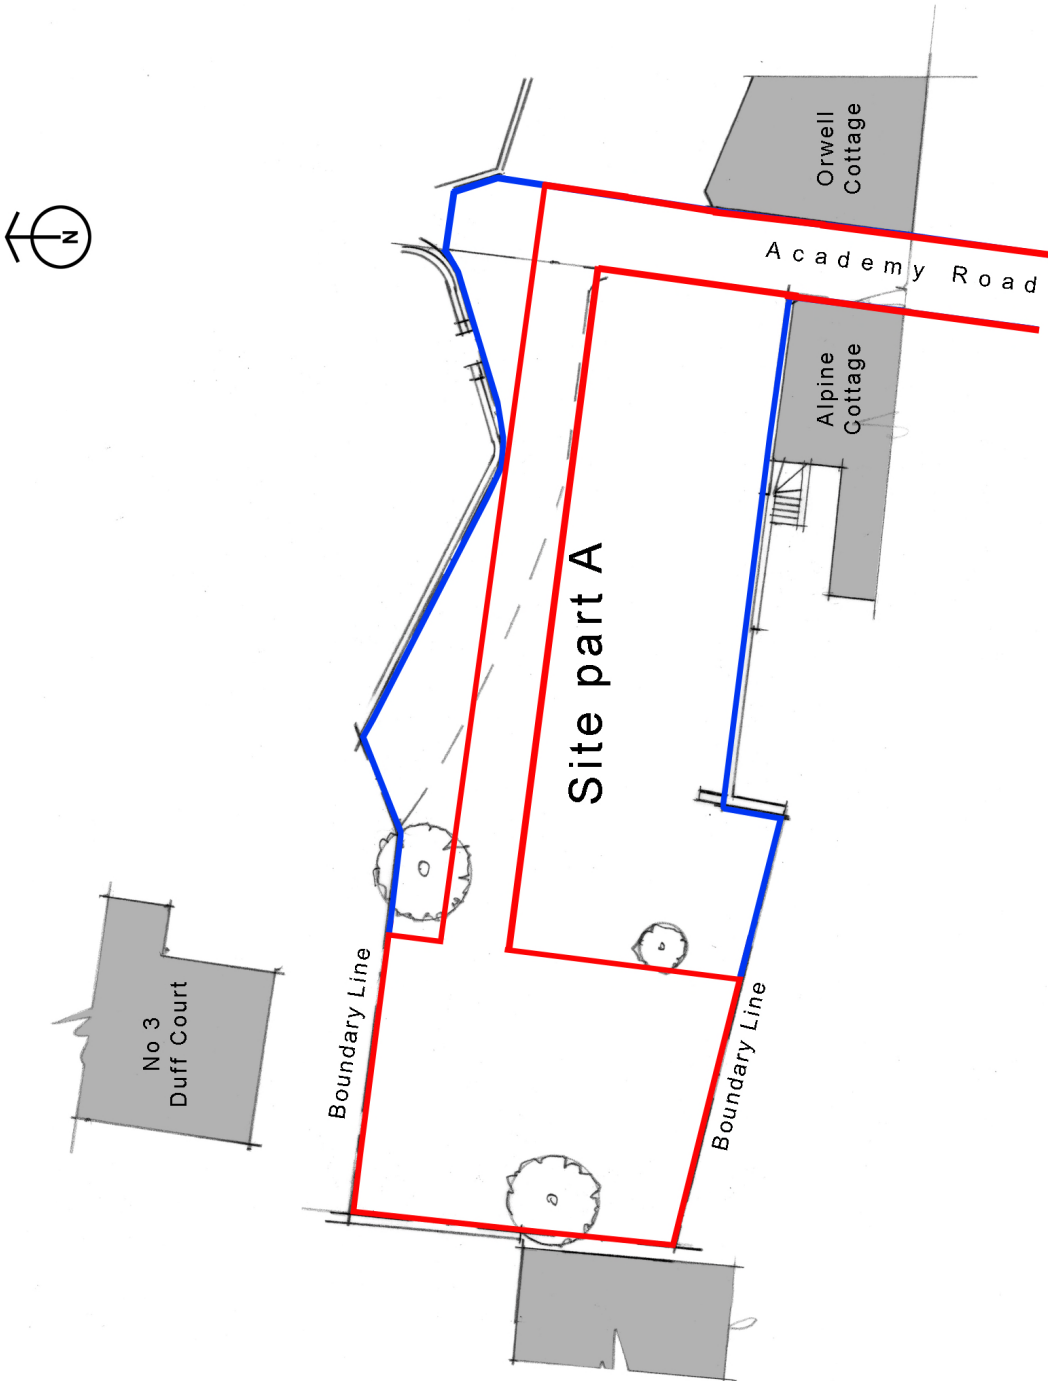 N
Orwell
Cottage
Academy Road
Alpine
Cottage
Site part A
Boundary Line
No 3
Duff Court
Boundary Line